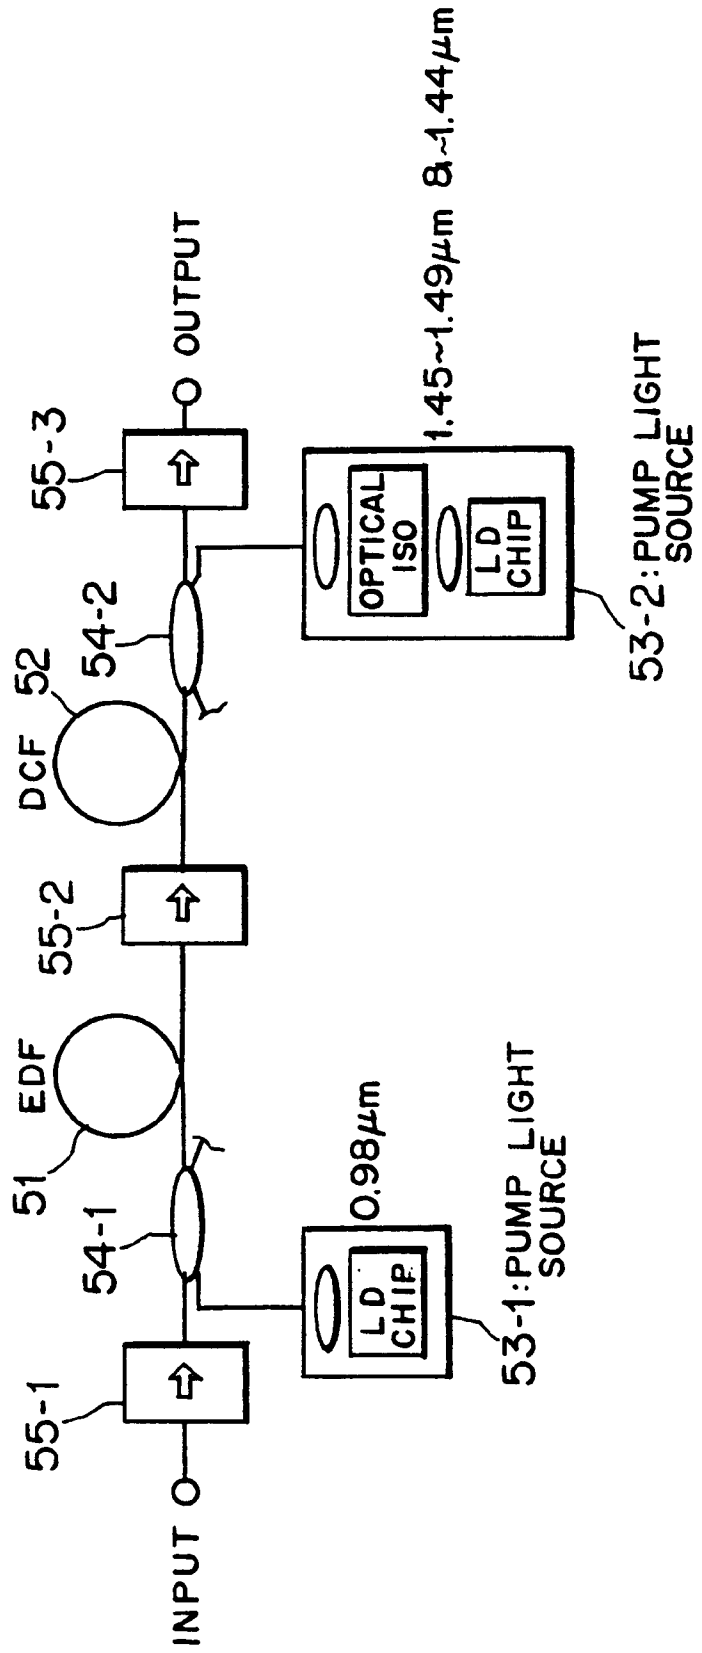 INPUT
55-1
54-1
51
EDF
55-2
DCF
52
54-2
55-3
OUTPUT
LD
CHIP
0.98μm
53-1:PUMP LIGHT
SOURCE
OPTICAL
ISO
LD
CHIP
1.45~1.49μm & ~1.44μm
53-2:PUMP LIGHT
SOURCE